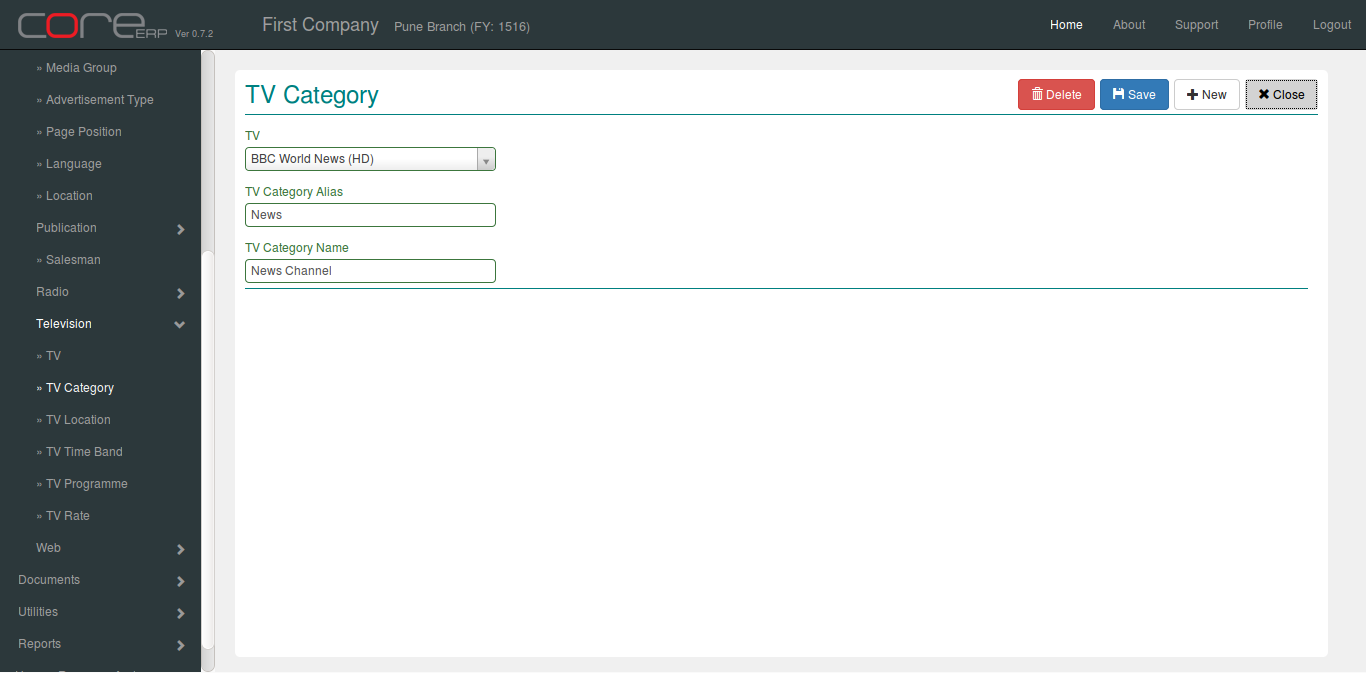 core ERP Ver 0.7.2
First Company Pune Branch (FY: 1516)
Home About Support Profile Logout
» Media Group
» Advertisement Type
» Page Position
» Language
» Location
Publication
» Salesman
Radio
Television
» TV
» TV Category
» TV Location
» TV Time Band
» TV Programme
» TV Rate
Web
Documents
Utilities
Reports
TV Category
Delete Save New Close
TV
BBC World News (HD)
TV Category Alias
News
TV Category Name
News Channel